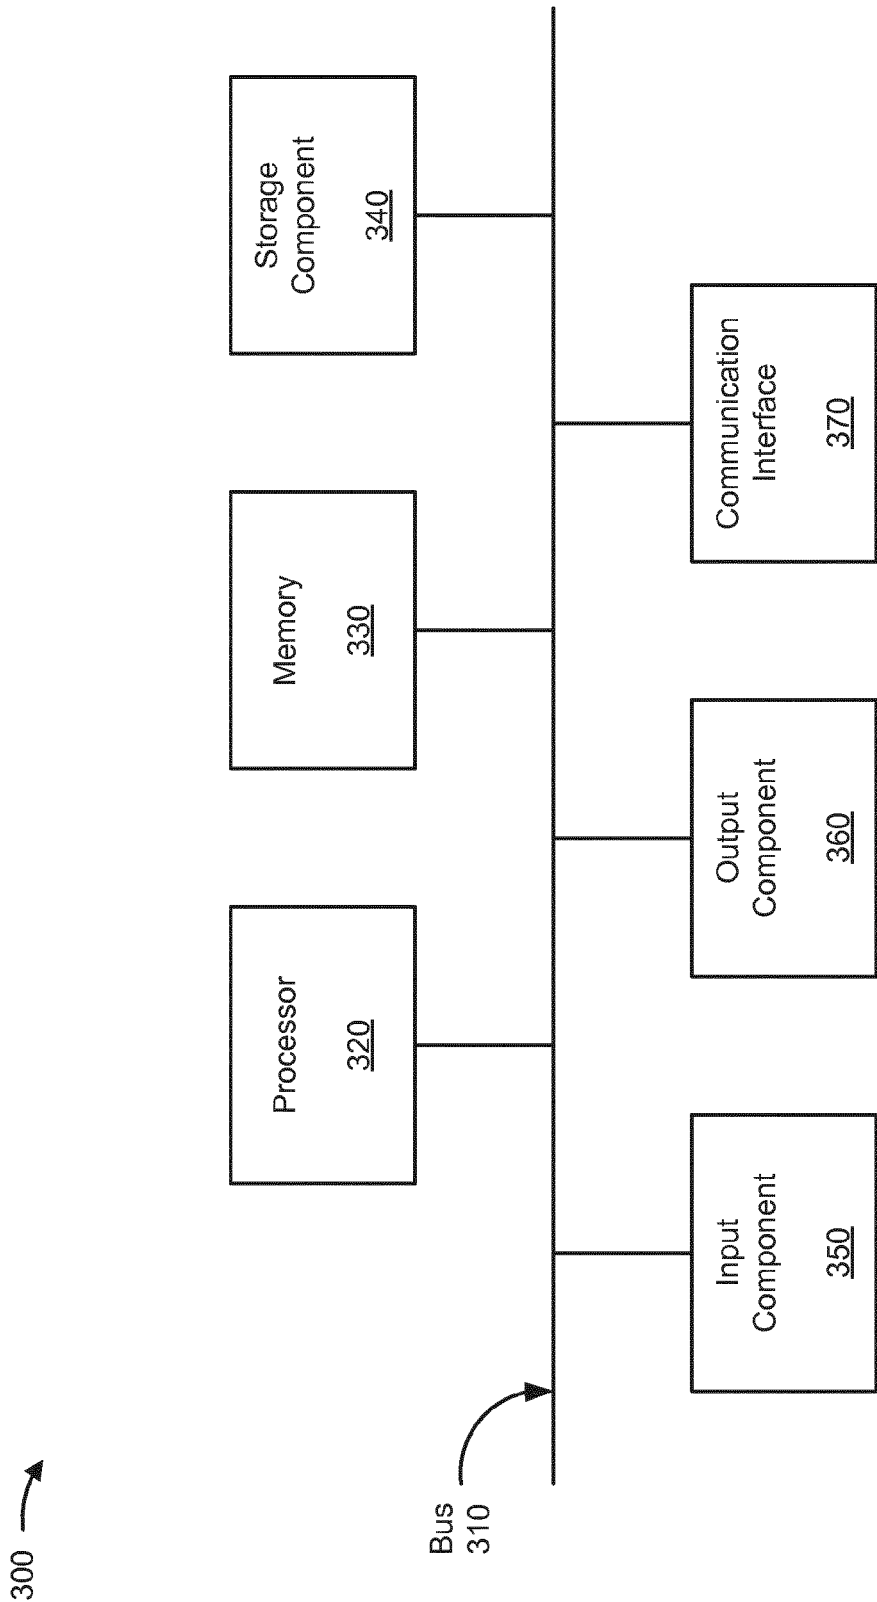 300
Bus
310
Processor
320
Memory
330
Storage
Component
340
Input
Component
350
Output
Component
360
Communication
Interface
370